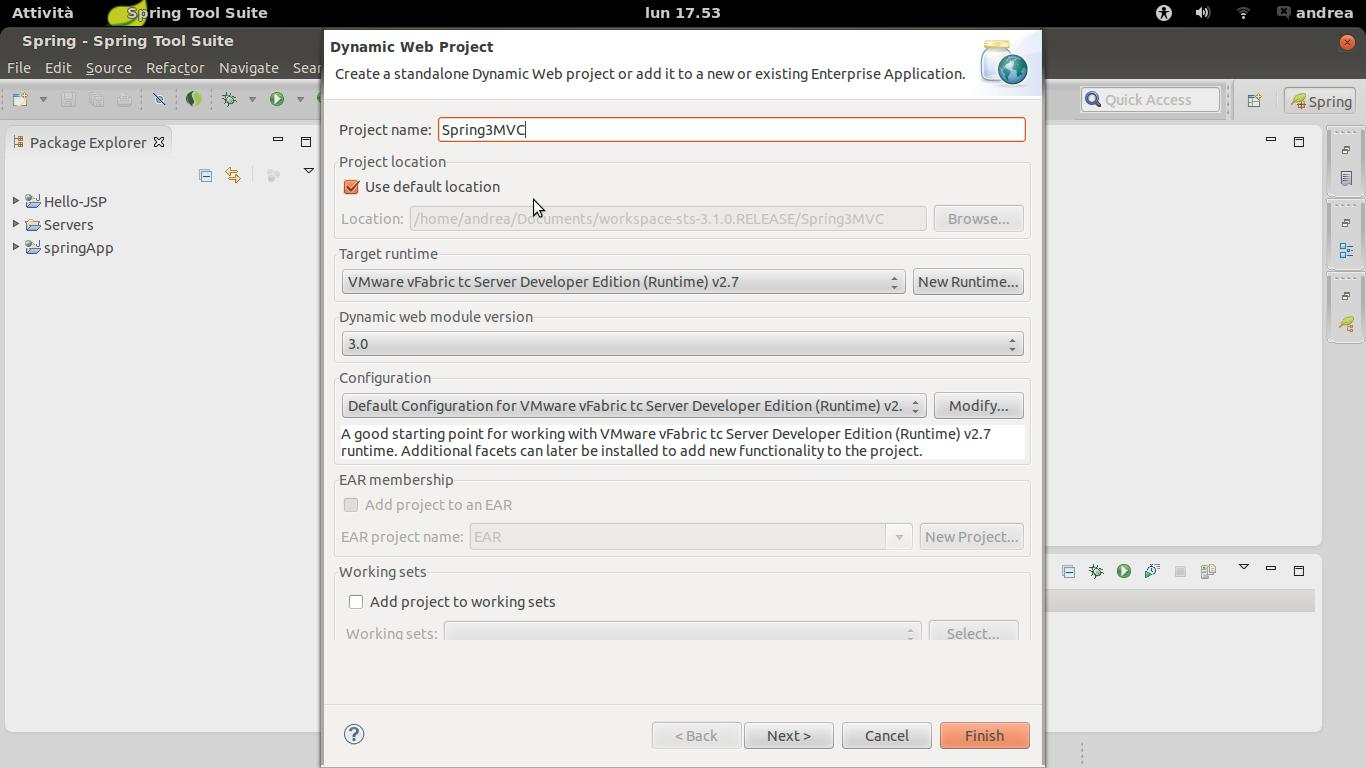 Attività Spring Tool Suite lun 17.53 andrea
Spring - Spring Tool Suite
File Edit Source Refactor Navigate Sear
Quick Access Spring
Package Explorer
Hello-JSP
Servers
springApp
Dynamic Web Project
Create a standalone Dynamic Web project or add it to a new or existing Enterprise Application.
Project name: Spring3MVC
Project location
Use default location
Location: /home/andrea/Documents/workspace-sts-3.1.0.RELEASE/Spring3MVC Browse...
Target runtime
VMware vFabric tc Server Developer Edition (Runtime) v2.7 New Runtime...
Dynamic web module version
3.0
Configuration
Default Configuration for VMware vFabric tc Server Developer Edition (Runtime) v2. Modify...
A good starting point for working with VMware vFabric tc Server Developer Edition (Runtime) v2.7
runtime. Additional facets can later be installed to add new functionality to the project.
EAR membership
Add project to an EAR
EAR project name: EAR New Project...
Working sets
Add project to working sets
Working sets: Select...
? < Back Next > Cancel Finish